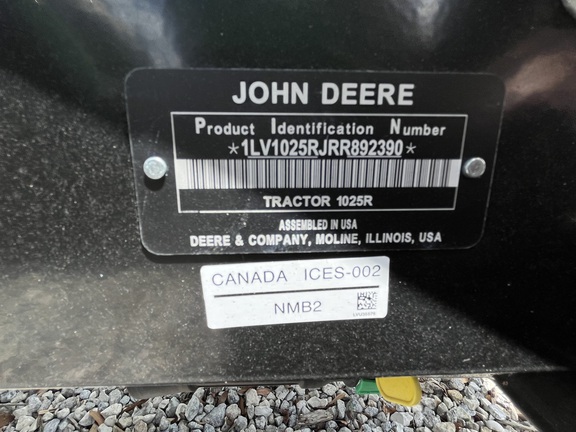 JOHN DEERE
Product Identification Number
*1LV1025RJRR892390*
TRACTOR 1025R
ASSEMBLED IN USA
DEERE & COMPANY, MOLINE, ILLINOIS, USA
CANADA ICES-002
NMB2